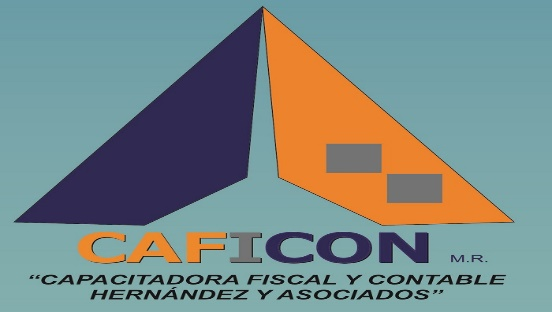 CAFICON M.R.
“CAPACITADORA FISCAL Y CONTABLE
HERNÁNDEZ Y ASOCIADOS”